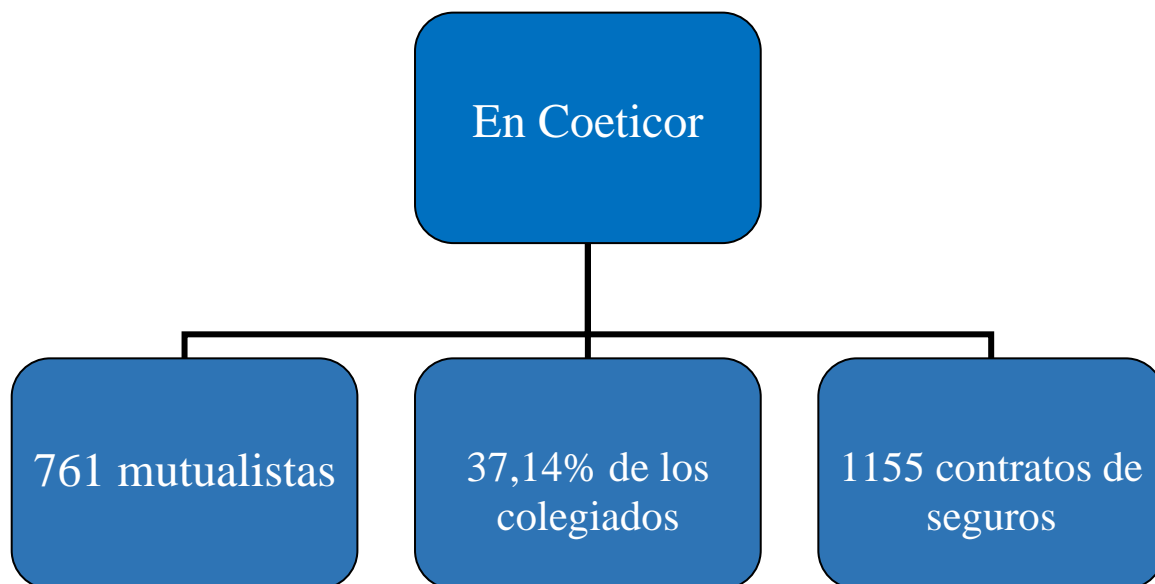 En Coeticor
761 mutualistas
37,14% de los
colegiados
1155 contratos de
seguros